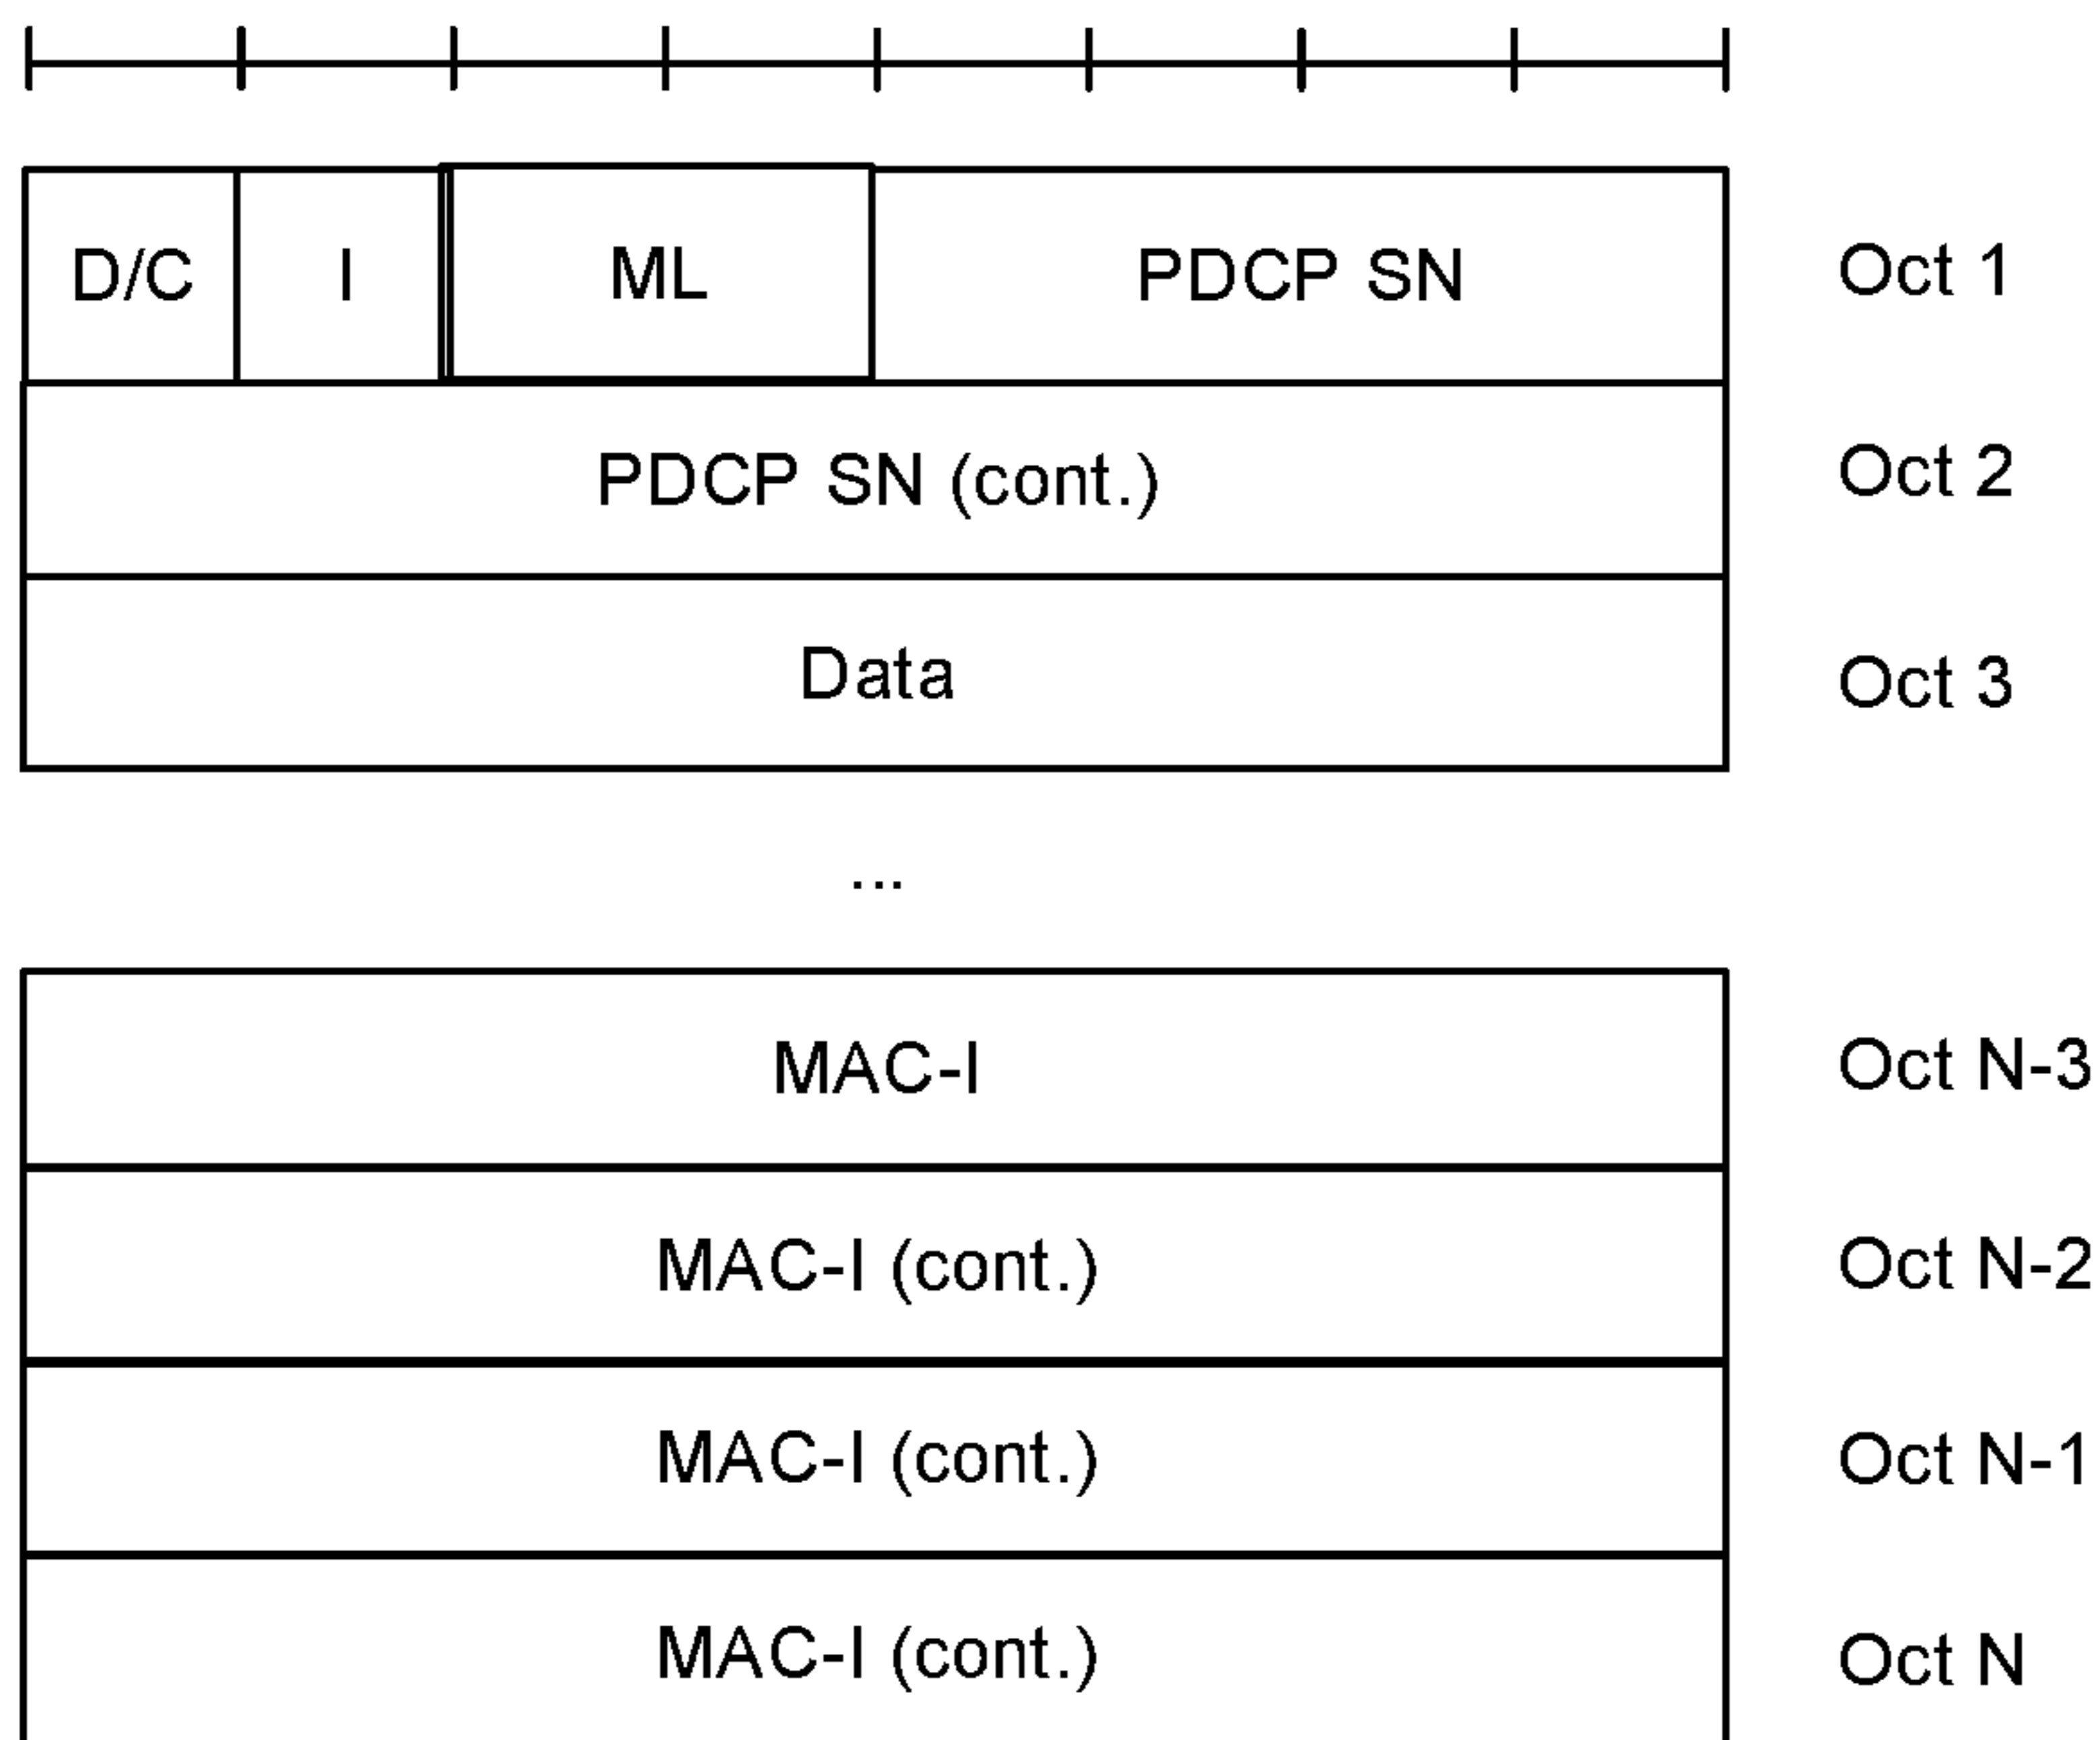 D/C I ML PDCP SN Oct 1
PDCP SN (cont.) Oct 2
Data Oct 3
...
MAC-I Oct N-3
MAC-I (cont.) Oct N-2
MAC-I (cont.) Oct N-1
MAC-I (cont.) Oct N